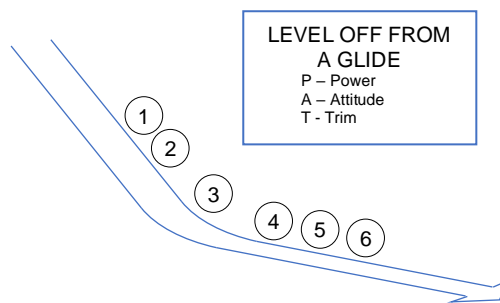 LEVEL OFF FROM
A GLIDE
P – Power
A – Attitude
T - Trim
1
2
3
4
5
6